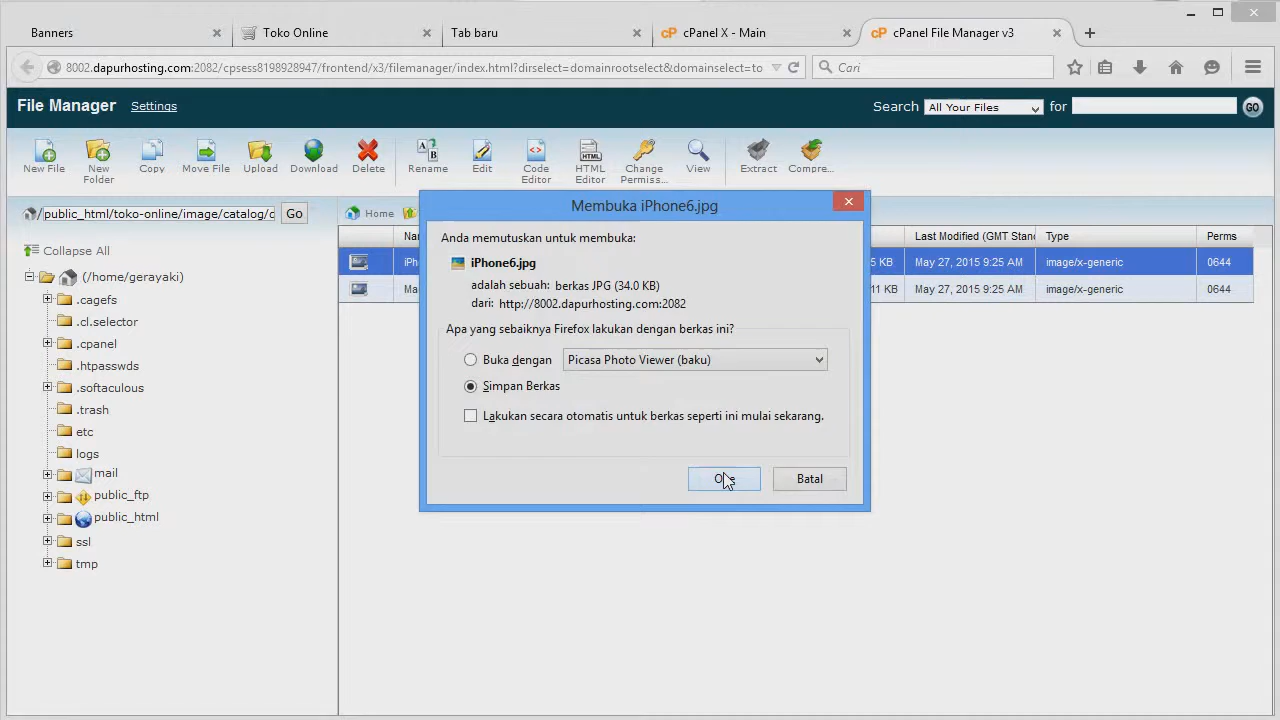 Banners
Toko Online
Tab baru
cP cPanel X - Main
cP cPanel File Manager v3
8002.dapurhosting.com:2082/cpsess8198928947/frontend/x3/filemanager/index.html?dirselect=domainrootselect&domainselect=to
Cari
File Manager Settings
Search All Your Files for GO
New File
New Folder
Copy
Move File
Upload
Download
Delete
Rename
Edit
Code Editor
HTML Editor
Change Permiss...
View
Extract
Compre...
/public_html/toko-online/image/catalog/c Go
Collapse All
(/home/gerayaki)
.cagefs
.cl.selector
.cpanel
.htpasswds
.softaculous
.trash
etc
logs
mail
public_ftp
public_html
ssl
tmp
Home
Last Modified (GMT Stand Type Perms
5 KB May 27, 2015 9:25 AM image/x-generic 0644
11 KB May 27, 2015 9:25 AM image/x-generic 0644
Membuka iPhone6.jpg
Anda memutuskan untuk membuka:
iPhone6.jpg
adalah sebuah: berkas JPG (34.0 KB)
dari: http://8002.dapurhosting.com:2082
Apa yang sebaiknya Firefox lakukan dengan berkas ini?
Buka dengan Picasa Photo Viewer (baku)
Simpan Berkas
Lakukan secara otomatis untuk berkas seperti ini mulai sekarang.
Batal